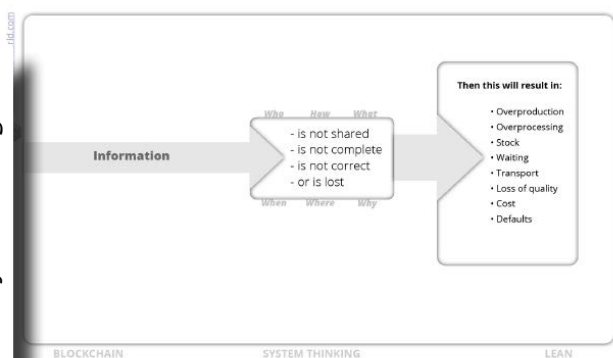 rld.com
Information
Who How What
- is not shared
- is not complete
- is not correct
- or is lost
When Where Why
Then this will result in:
• Overproduction
• Overprocessing
• Stock
• Waiting
• Transport
• Loss of quality
• Cost
• Defaults
BLOCKCHAIN SYSTEM THINKING LEAN